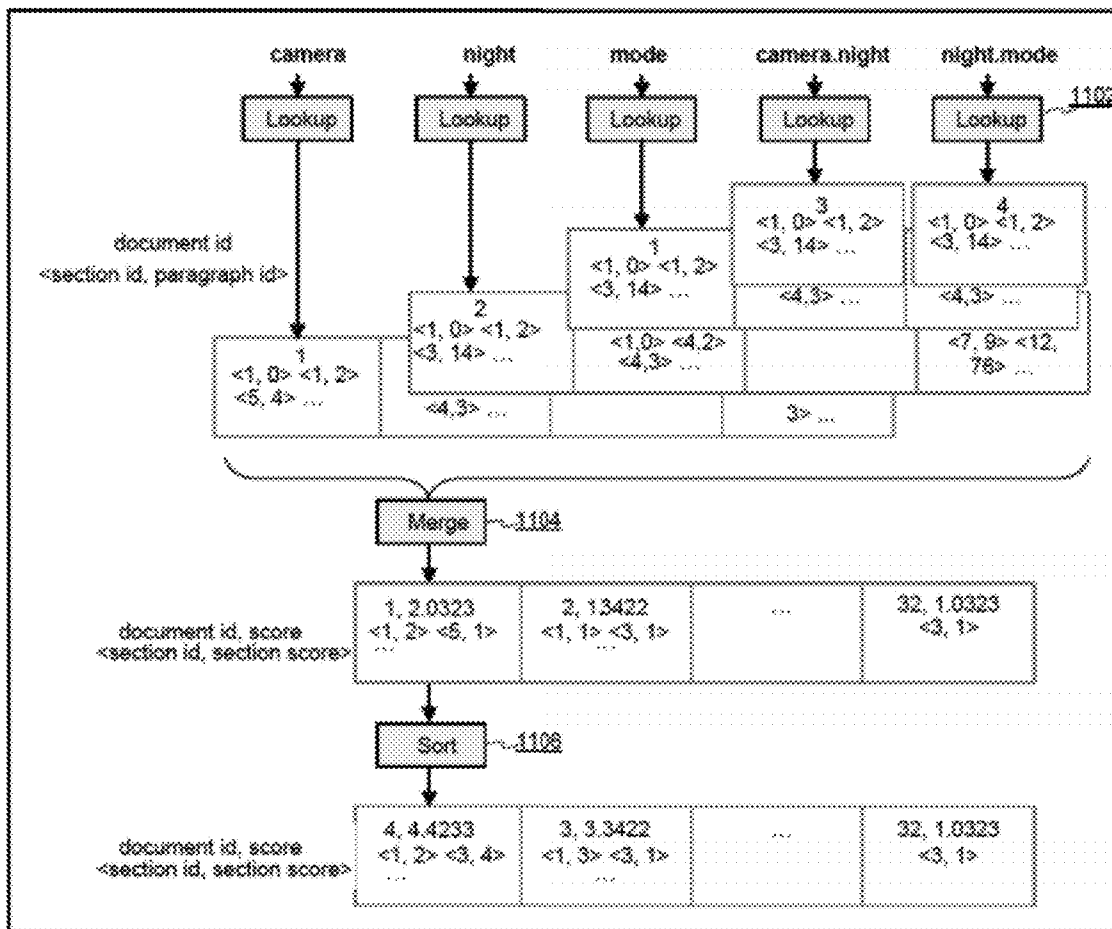 camera night mode camera.night night.mode
Lookup Lookup Lookup Lookup Lookup 1102
3 4
<1, 0> <1, 2> <1, 0> <1, 2>
<3, 14> ... <3, 14> ...
1
<1, 0> <1, 2>
<3, 14> ...
document id
<section id, paragraph id>
<4,3> ... <4,3> ...
2
<1, 0> <1, 2>
<3, 14> ...
<1,0> <4,2>
<4,3> ...
<7, 9> <12,
76> ...
1
<1, 0> <1, 2>
<5, 4> ...
<4,3> ... 3> ...
Merge 1104
document id, score
<section id, section score>
1, 2.0323 2, 1.3422 ... 32, 1.0323
<1, 2> <5, 1> <1, 1> <3, 1> <3, 1>
... ...
Sort 1106
document id, score
<section id, section score>
4, 4.4233 3, 3.3422 ... 32, 1.0323
<1, 2> <3, 4> <1, 3> <3, 1> <3, 1>
... ...